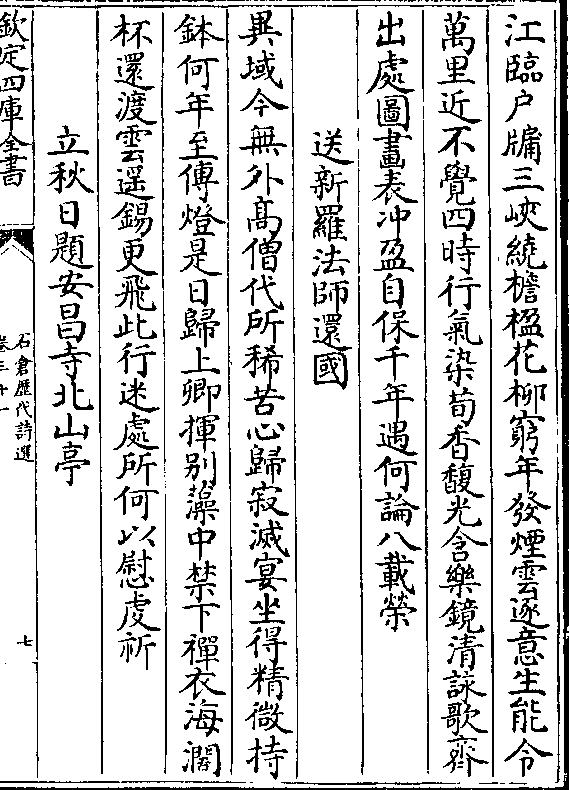 江臨户牖三峽繞檐楹花柳窮年發煙雲逐意生能令
萬里近不覺四時行氣染荀香馥光含樂鏡清詠歌齊
出處圖畫表冲盈自保千年遇何論八載榮
送新羅法師還國
異域今無外髙僧代所稀苦心歸寂滅宴坐得精微持
鉢何年至傳燈是日歸上卿揮别藻中禁下禪衣海濶
杯還渡雲遥錫更飛此行迷處所何以慰虔祈
立秋日題安昌寺北山亭
欽定四庫全書
石倉歴代詩選
卷三十一
七